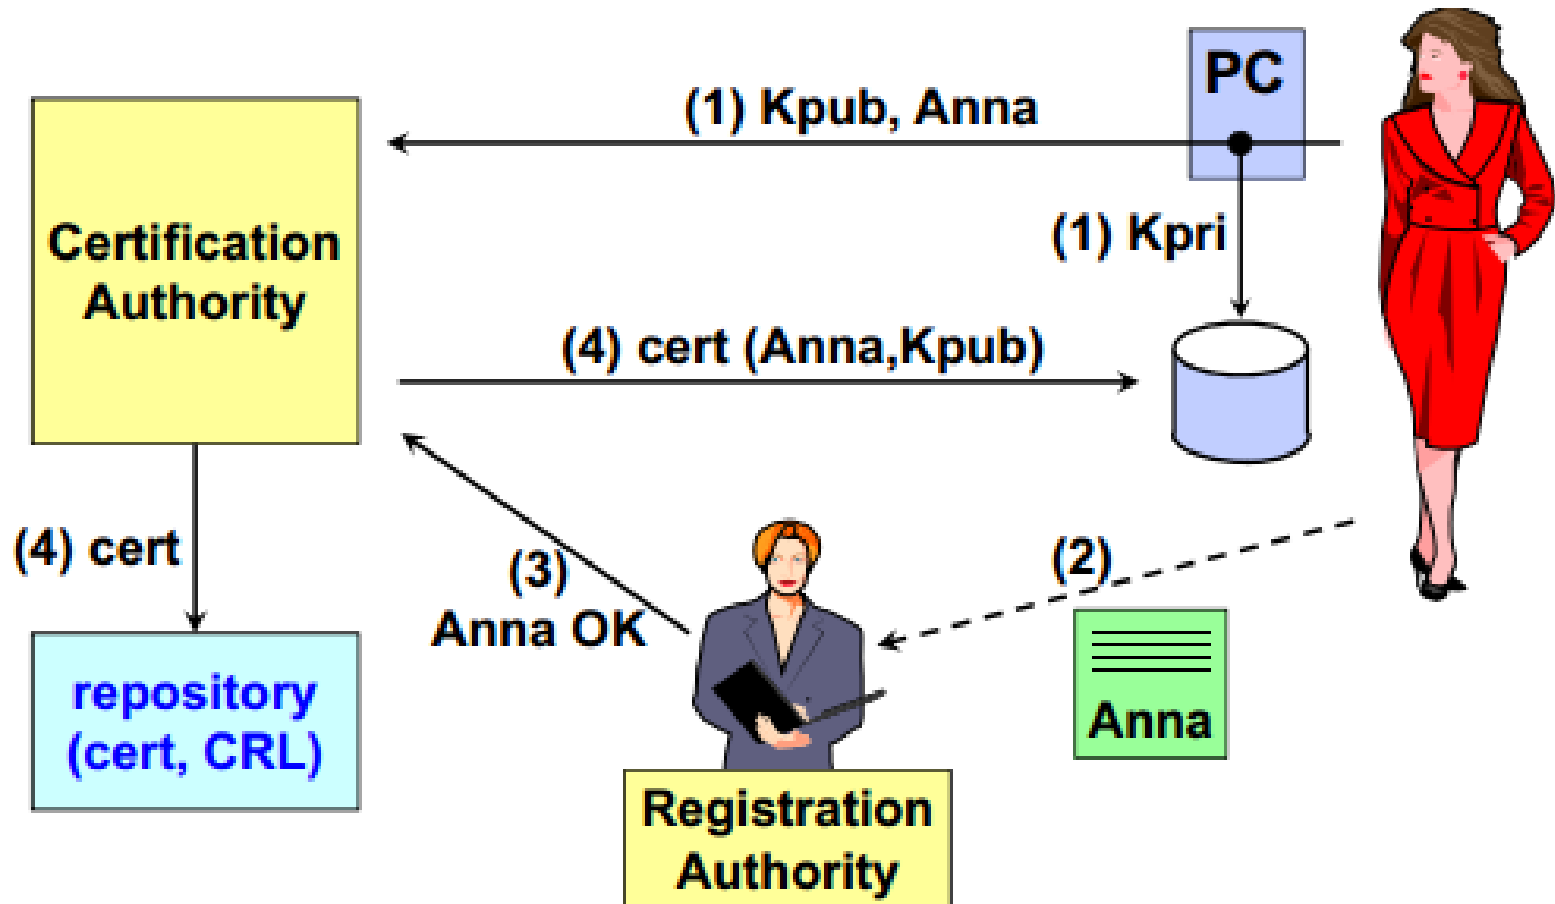 PC
(1) Kpub, Anna
Certification
Authority
(1) Kpri
(4) cert (Anna,Kpub)
(4) cert
(3)
Anna OK
(2)
repository
(cert, CRL)
Anna
Registration
Authority